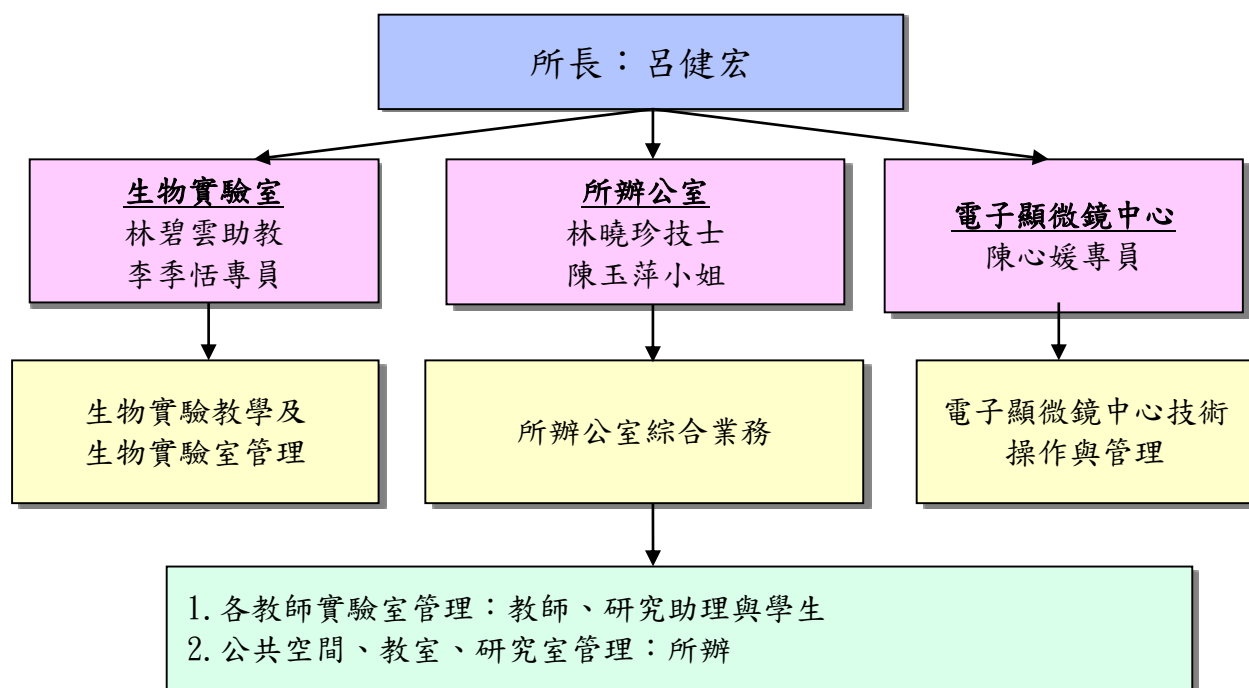 所長：呂健宏
生物實驗室
林碧雲助教
李季恬專員
所辦公室
林曉珍技士
陳玉萍小姐
電子顯微鏡中心
陳心媛專員
生物實驗教學及
生物實驗室管理
所辦公室綜合業務
電子顯微鏡中心技術
操作與管理
1.各教師實驗室管理：教師、研究助理與學生
2.公共空間、教室、研究室管理：所辦